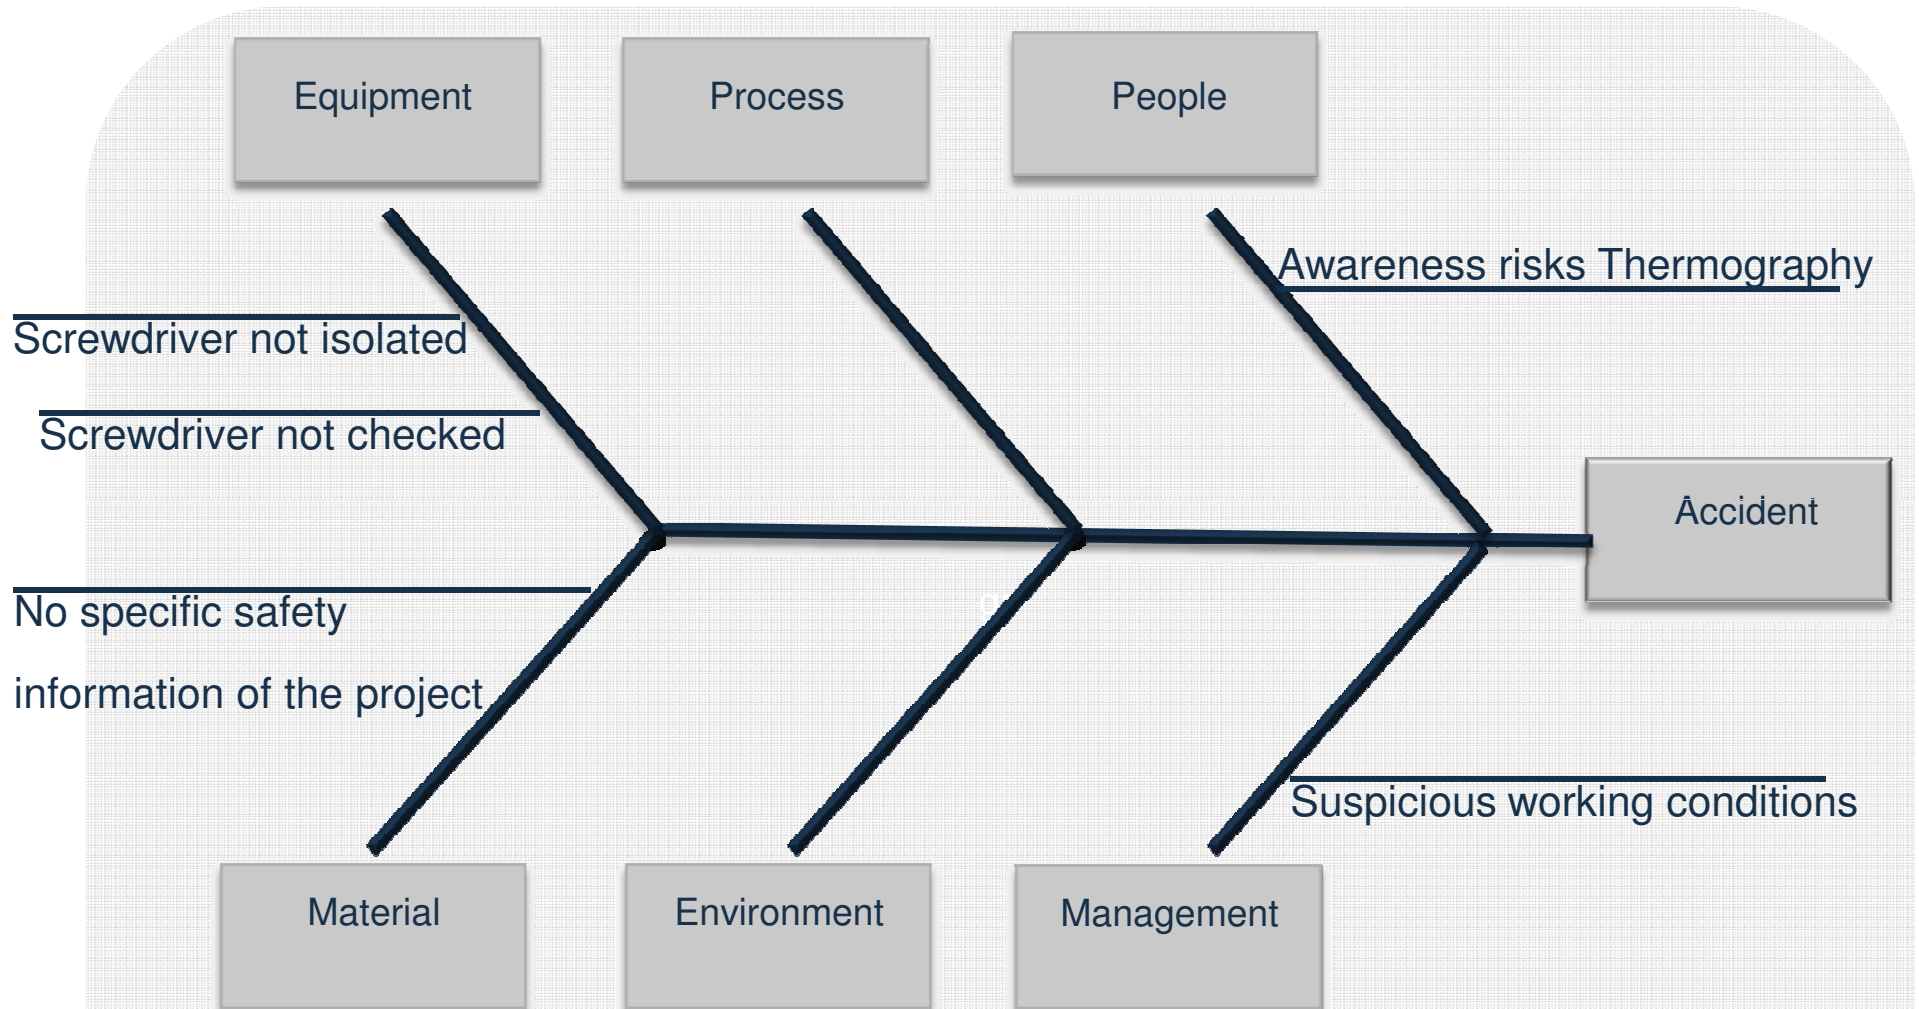 Equipment
Process
People
Awareness risks Thermography
Screwdriver not isolated
Screwdriver not checked
Accident
No specific safety
information of the project
Suspicious working conditions
Material
Environment
Management